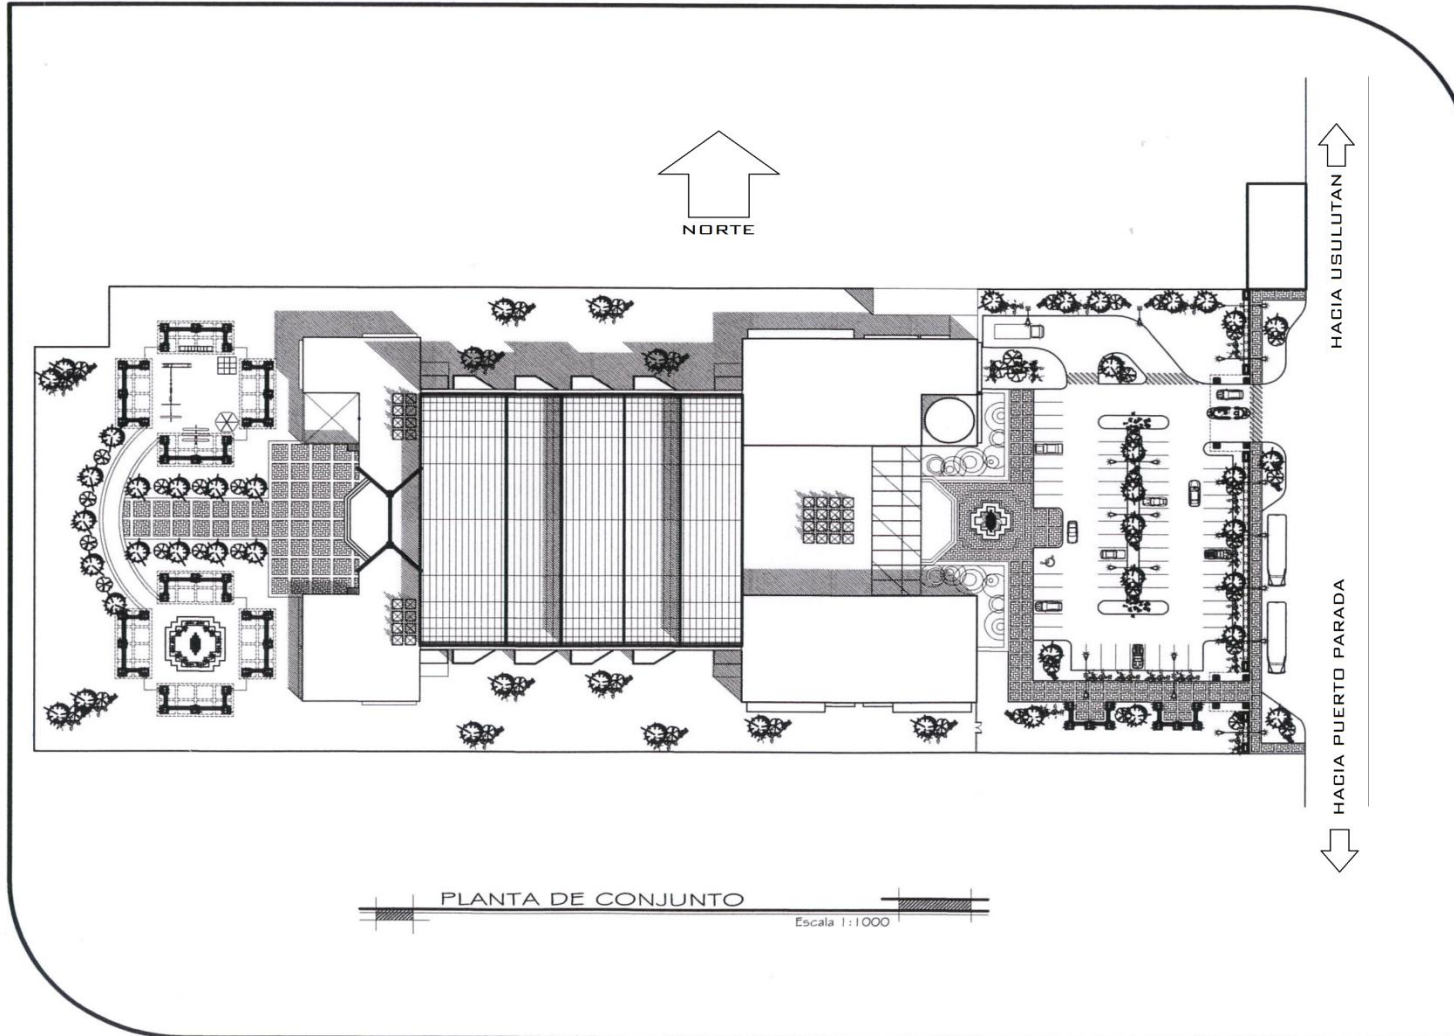 NORTE
HACIA USULUTAN
HACIA PUERTO PARADA
PLANTA DE CONJUNTO
Escala 1:1000